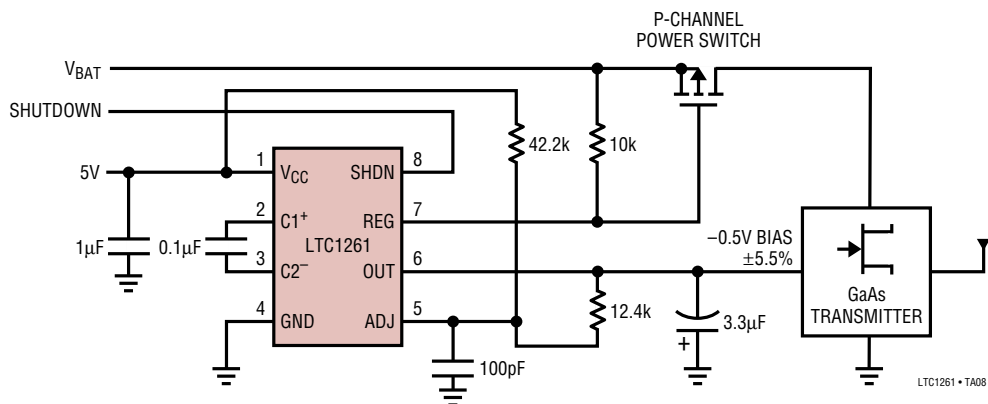 P-CHANNEL
POWER SWITCH
VBAT
SHUTDOWN
42.2k
10k
5V
1
VCC
SHDN
8
2
C1+
REG
7
1µF
0.1µF
LTC1261
3
C2−
OUT
6
−0.5V BIAS
±5.5%
4
GND
ADJ
5
12.4k
3.3µF
+
GaAs
TRANSMITTER
100pF
LTC1261 • TA08